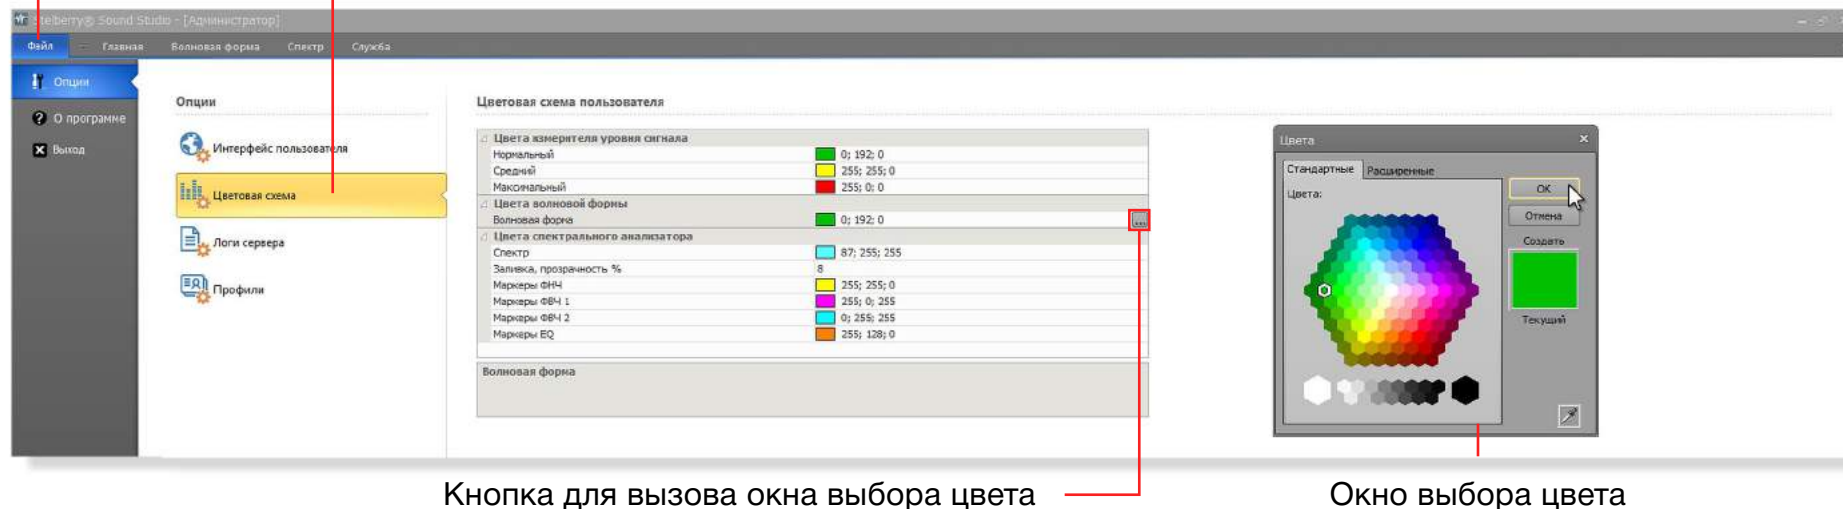 Stelberry® Sound Studio - [Администратор]
Файл Главная Волновая форма Спектр Служба
Опции
О программе
Выход
Опции
Интерфейс пользователя
Цветовая схема
Логи сервера
Профили
Цветовая схема пользователя
Цвета измерителя уровня сигнала
Нормальный 0; 192; 0
Средний 255; 255; 0
Максимальный 255; 0; 0
Цвета волновой формы
Волновая форма 0; 192; 0 ...
Цвета спектрального анализатора
Спектр 87; 255; 255
Заливка, прозрачность % 8
Маркеры ФНЧ 255; 255; 0
Маркеры ФВЧ 1 255; 0; 255
Маркеры ФВЧ 2 0; 255; 255
Маркеры EQ 255; 128; 0
Волновая форма
Цвета
Стандартные Расширенные
Цвета:
OK
Отмена
Создать
Текущий
Кнопка для вызова окна выбора цвета
Окно выбора цвета